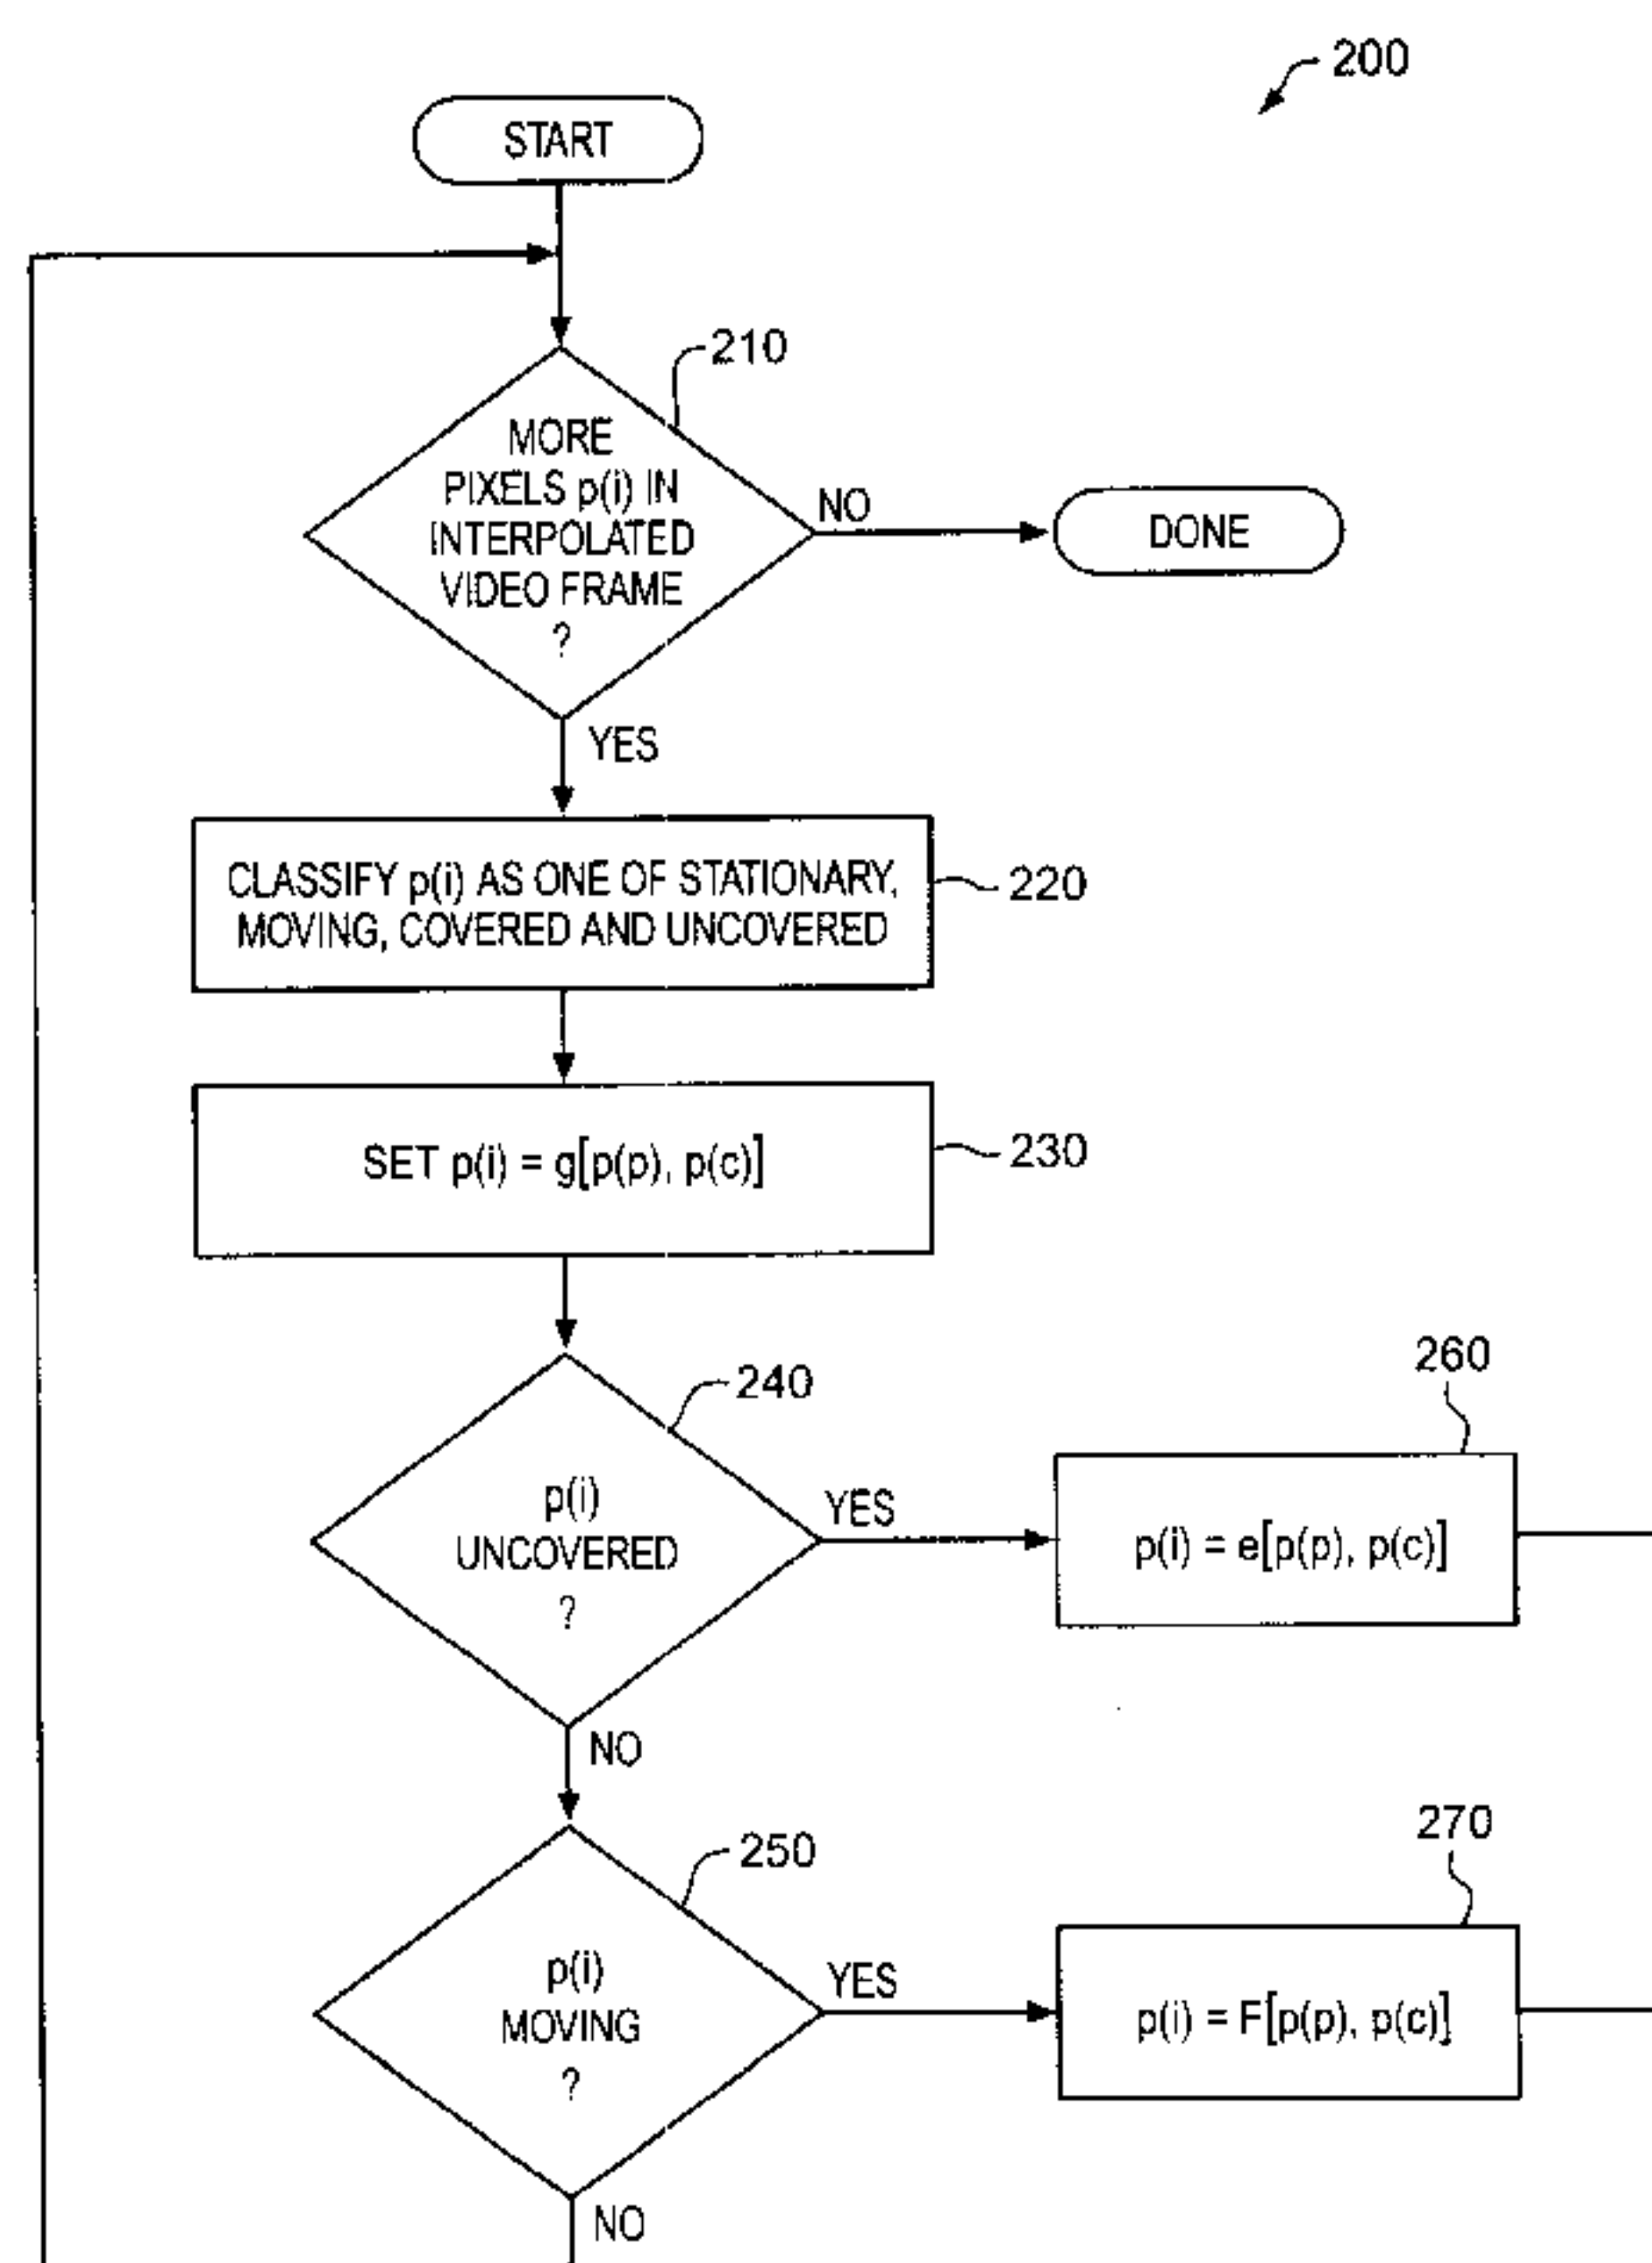 200
START
210
MORE
PIXELS p(i) IN
INTERPOLATED
VIDEO FRAME
?
NO
DONE
YES
CLASSIFY p(i) AS ONE OF STATIONARY,
MOVING, COVERED AND UNCOVERED
220
SET p(i) = g[p(p), p(c)]
230
240
p(i)
UNCOVERED
?
YES
260
p(i) = e[p(p), p(c)]
NO
250
p(i)
MOVING
?
YES
270
p(i) = F[p(p), p(c)]
NO